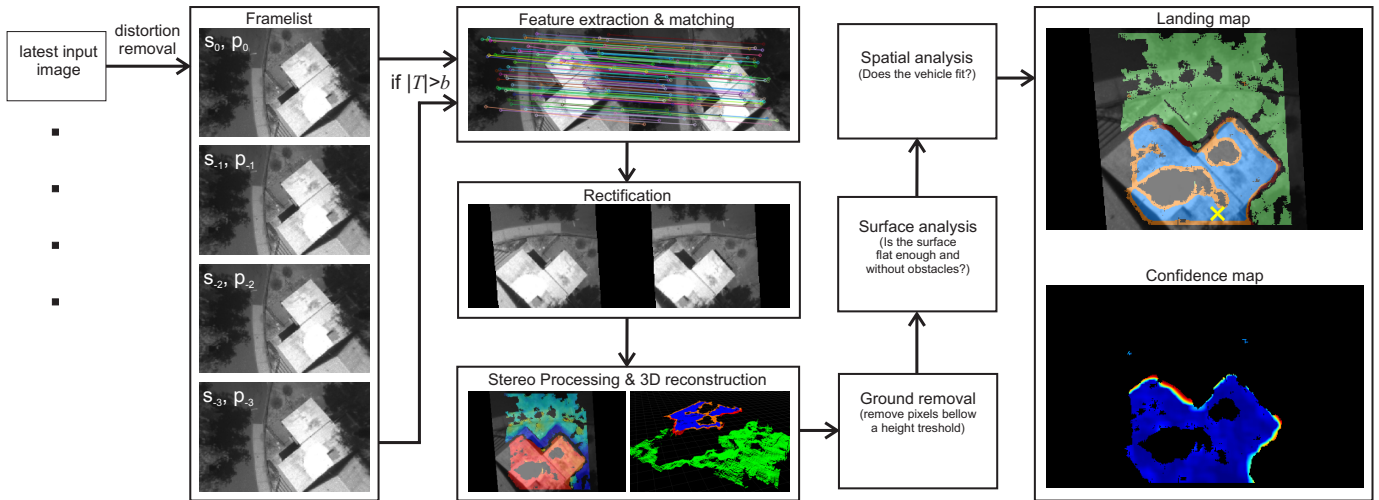 latest input
image
distortion
removal
Framelist
s0, p0
s-1, p-1
s-2, p-2
s-3, p-3
if |T|>b
Feature extraction & matching
Rectification
Stereo Processing & 3D reconstruction
Ground removal
(remove pixels bellow
a height treshold)
Surface analysis
(Is the surface
flat enough and
without obstacles?)
Spatial analysis
(Does the vehicle fit?)
Landing map
Confidence map